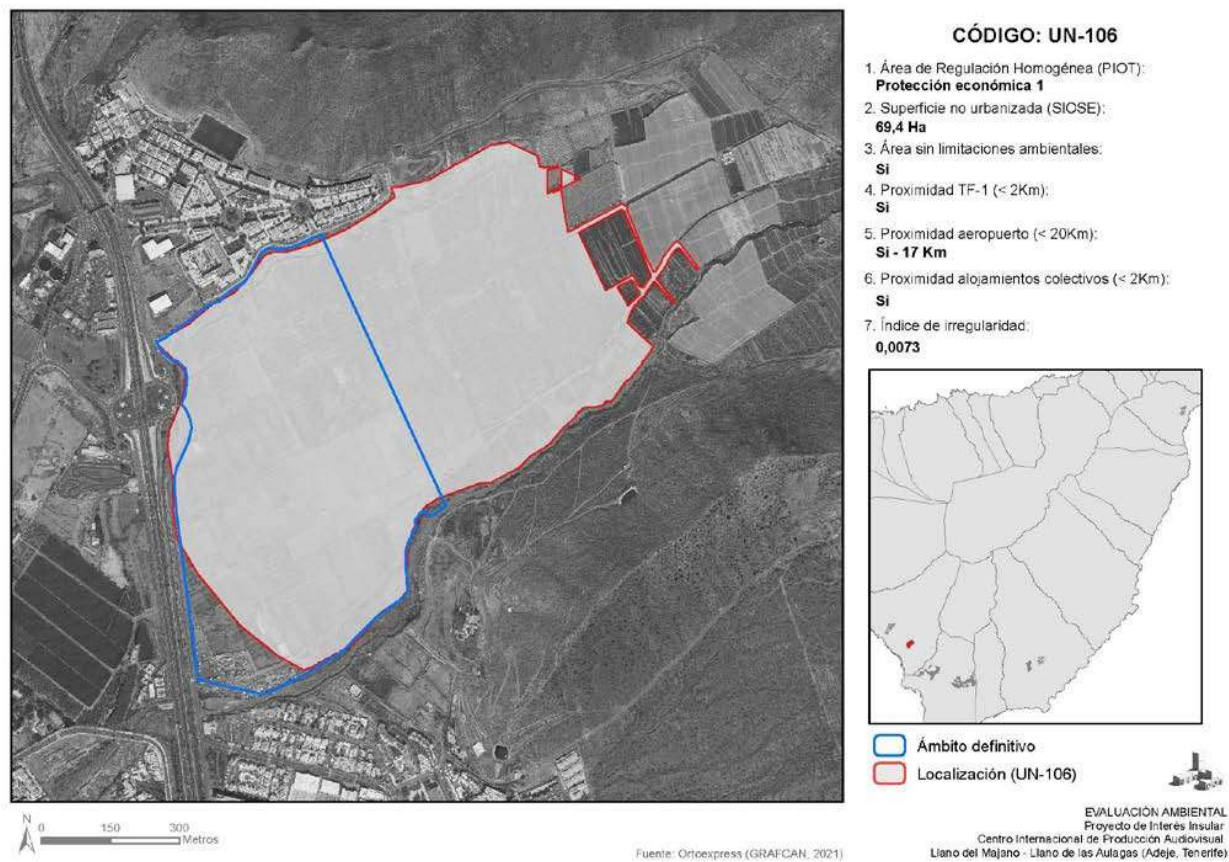 CÓDIGO: UN-106
1. Área de Regulación Homogénea (PIOT):
Protección económica 1
2. Superficie no urbanizada (SIOSE):
69,4 Ha
3. Área sin limitaciones ambientales:
Si
4. Proximidad TF-1 (< 2Km):
Si
5. Proximidad aeropuerto (< 20Km):
Si - 17 Km
6. Proximidad alojamientos colectivos (< 2Km):
Si
7. Índice de irregularidad:
0,0073
Ámbito definitivo
Localización (UN-106)
N
0 150 300
Metros
Fuente: Ortoexpress (GRAFCAN, 2021)
EVALUACIÓN AMBIENTAL
Proyecto de Interés Insular
Centro Internacional de Producción Audiovisual
Llano del Majano - Llano de las Aulagas (Adeje, Tenerife)